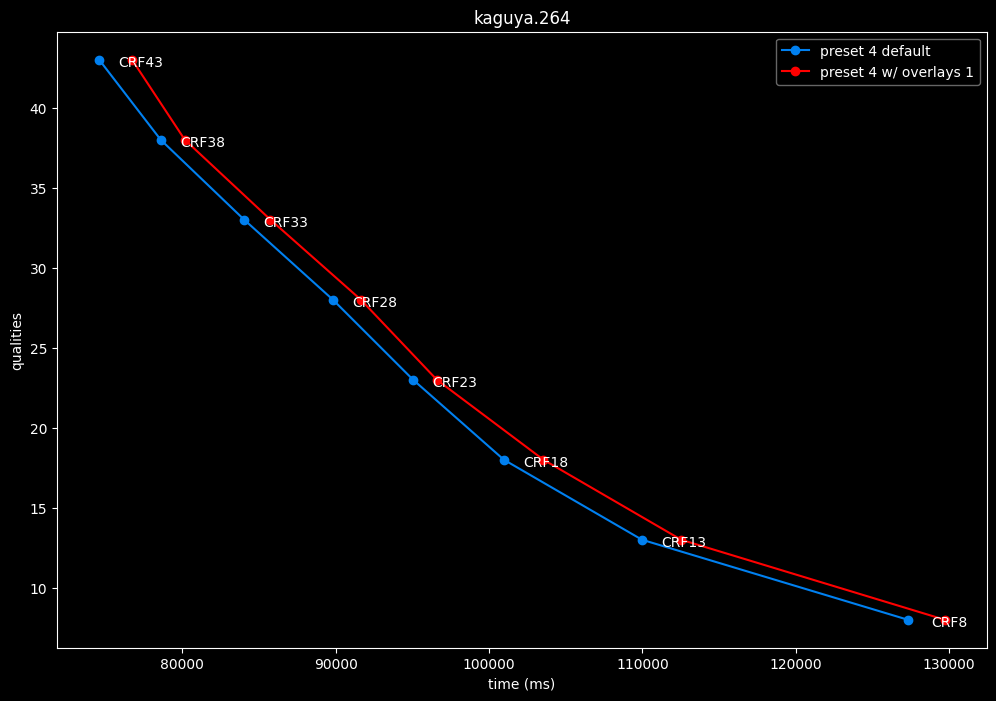 kaguya.264
preset 4 default
preset 4 w/ overlays 1
qualities
40
35
30
25
20
15
10
CRF43
CRF38
CRF33
CRF28
CRF23
CRF18
CRF13
CRF8
80000
90000
100000
110000
120000
130000
time (ms)